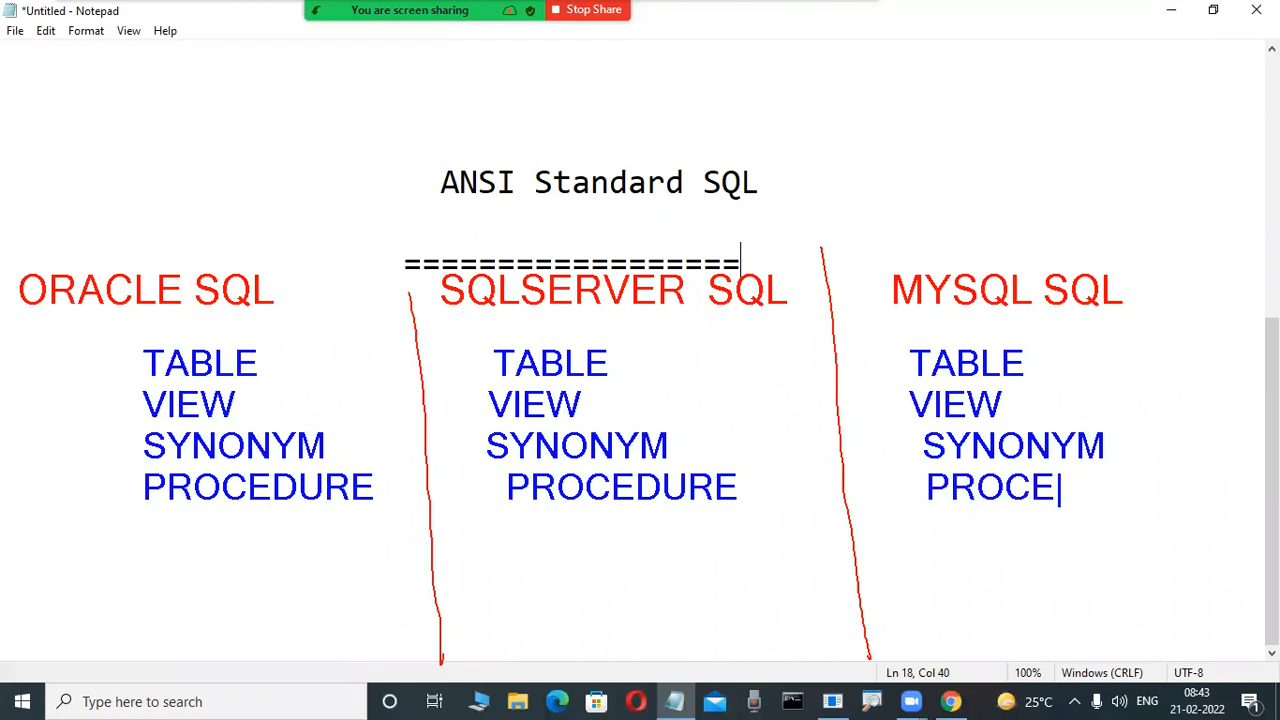 *Untitled - Notepad
You are screen sharing
Stop Share
File Edit Format View Help
ANSI Standard SQL
==================
ORACLE SQL
TABLE
VIEW
SYNONYM
PROCEDURE
SQLSERVER SQL
TABLE
VIEW
SYNONYM
PROCEDURE
MYSQL SQL
TABLE
VIEW
SYNONYM
PROCE
Ln 18, Col 40 100% Windows (CRLF) UTF-8
Type here to search
25°C ENG
08:43
21-02-2022
1